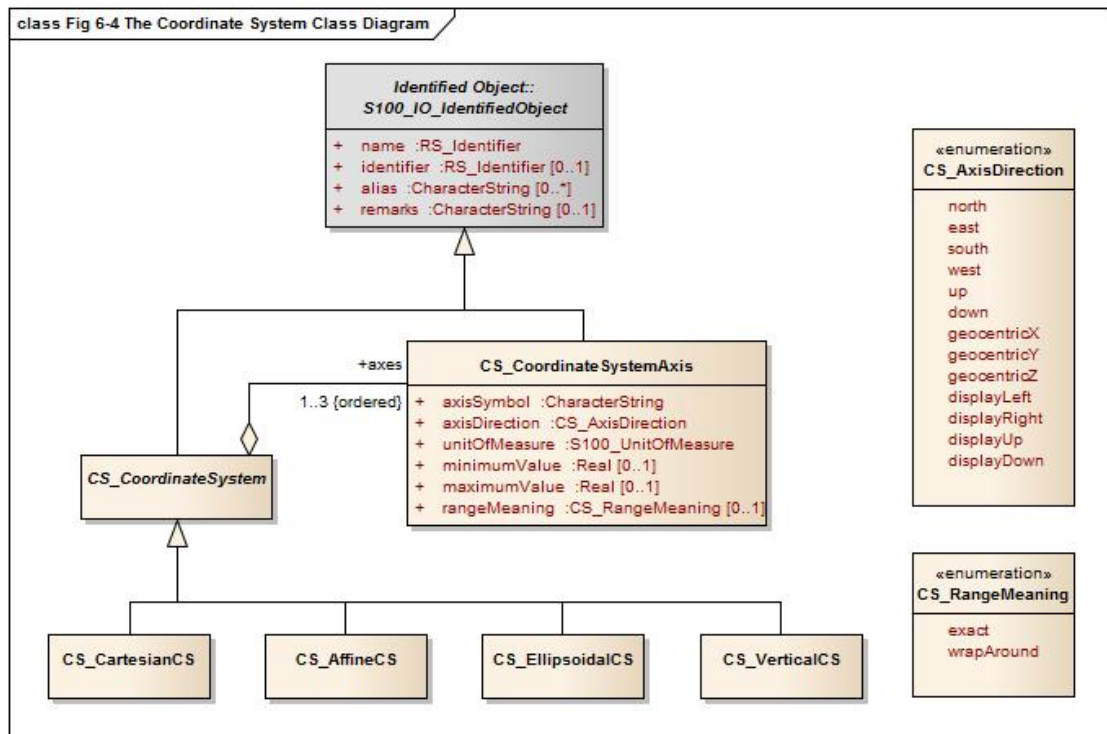 class Fig 6-4 The Coordinate System Class Diagram
Identified Object::
S100_IO_IdentifiedObject
+ name :RS_Identifier
+ identifier :RS_Identifier [0..1]
+ alias :CharacterString [0..*]
+ remarks :CharacterString [0..1]
«enumeration»
CS_AxisDirection
north
east
south
west
up
down
geocentricX
geocentricY
geocentricZ
displayLeft
displayRight
displayUp
displayDown
+axes
1..3 {ordered}
CS_CoordinateSystemAxis
+ axisSymbol :CharacterString
+ axisDirection :CS_AxisDirection
+ unitOfMeasure :S100_UnitOfMeasure
+ minimumValue :Real [0..1]
+ maximumValue :Real [0..1]
+ rangeMeaning :CS_RangeMeaning [0..1]
CS_CoordinateSystem
«enumeration»
CS_RangeMeaning
exact
wrapAround
CS_CartesianCS
CS_AffineCS
CS_EllipsoidalCS
CS_VerticalCS